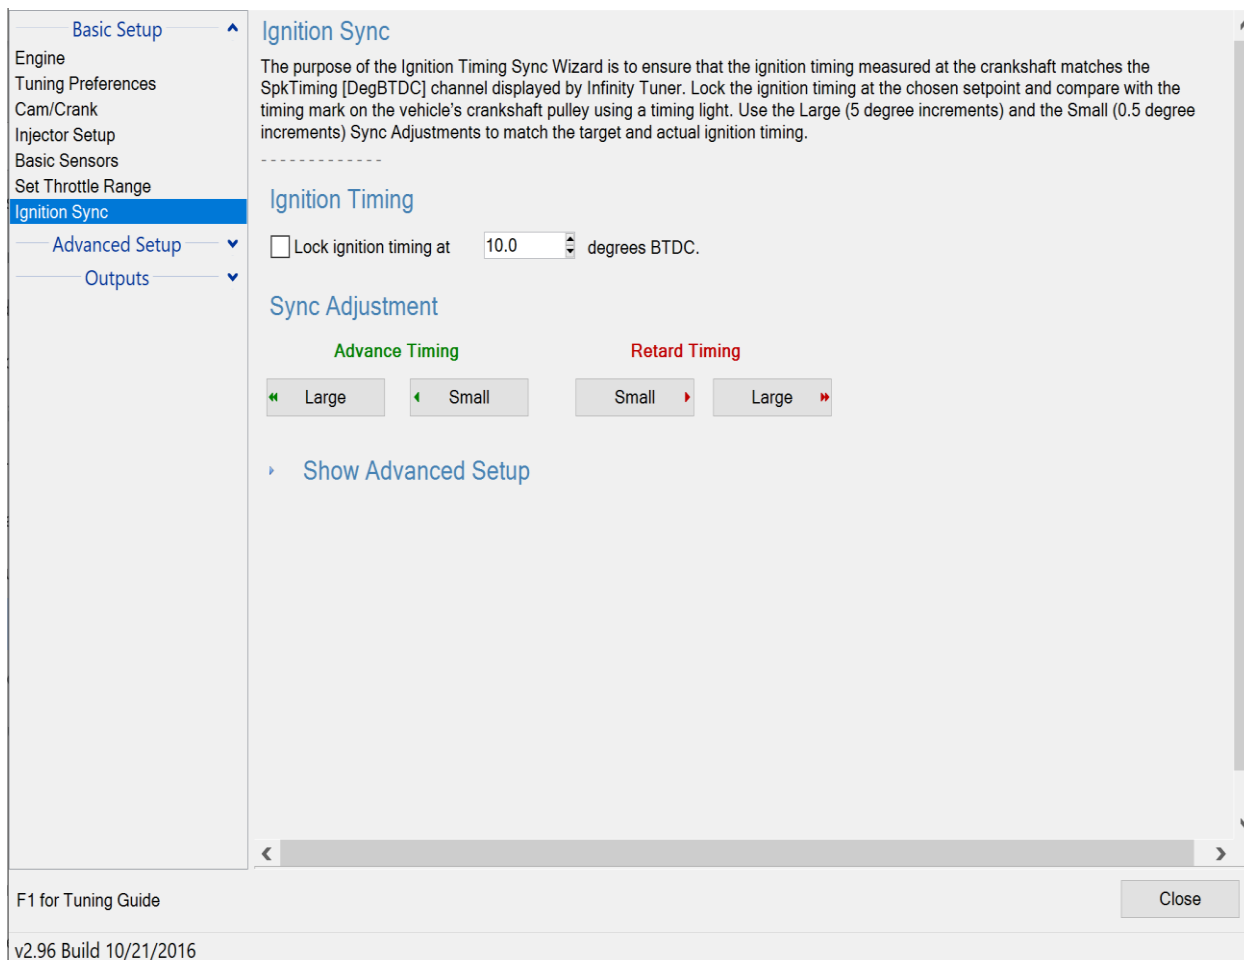 Basic Setup
Engine
Tuning Preferences
Cam/Crank
Injector Setup
Basic Sensors
Set Throttle Range
Ignition Sync
Advanced Setup
Outputs
Ignition Sync
The purpose of the Ignition Timing Sync Wizard is to ensure that the ignition timing measured at the crankshaft matches the
SpkTiming [DegBTDC] channel displayed by Infinity Tuner. Lock the ignition timing at the chosen setpoint and compare with the
timing mark on the vehicle's crankshaft pulley using a timing light. Use the Large (5 degree increments) and the Small (0.5 degree
increments) Sync Adjustments to match the target and actual ignition timing.
- - - - - - - - - - - - -
Ignition Timing
Lock ignition timing at 10.0 degrees BTDC.
Sync Adjustment
Advance Timing Retard Timing
Large Small Small Large
Show Advanced Setup
F1 for Tuning Guide
Close
v2.96 Build 10/21/2016